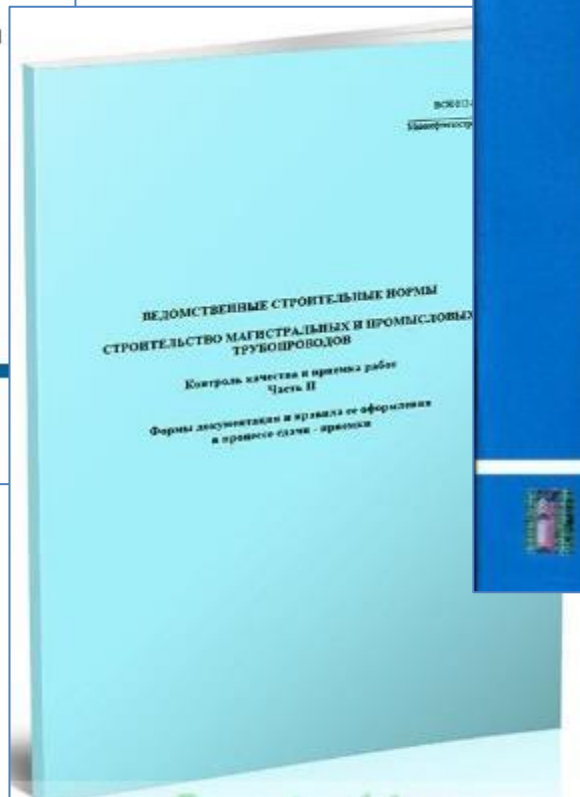 ВЕДОМСТВЕННЫЕ СТРОИТЕЛЬНЫЕ НОРМЫ
СТРОИТЕЛЬСТВО МАГИСТРАЛЬНЫХ И ПРОМЫСЛОВЫХ
ТРУБОПРОВОДОВ
Контроль качества и приемка работ
Часть II
Формы документации и правила ее оформления
в процессе сдачи - приемки